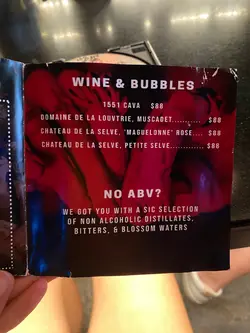 WINE & BUBBLES
1551 CAVA $88
DOMAINE DE LA LOUVTRIE, MUSCADET........... $88
CHATEAU DE LA SELVE, 'MAGUELONNE' ROSE.... $88
CHATEAU DE LA SELVE, PETITE SELVE........... $88
NO ABV?
WE GOT YOU WITH A SIC SELECTION
OF NON ALCOHOLIC DISTILLATES,
BITTERS, & BLOSSOM WATERS